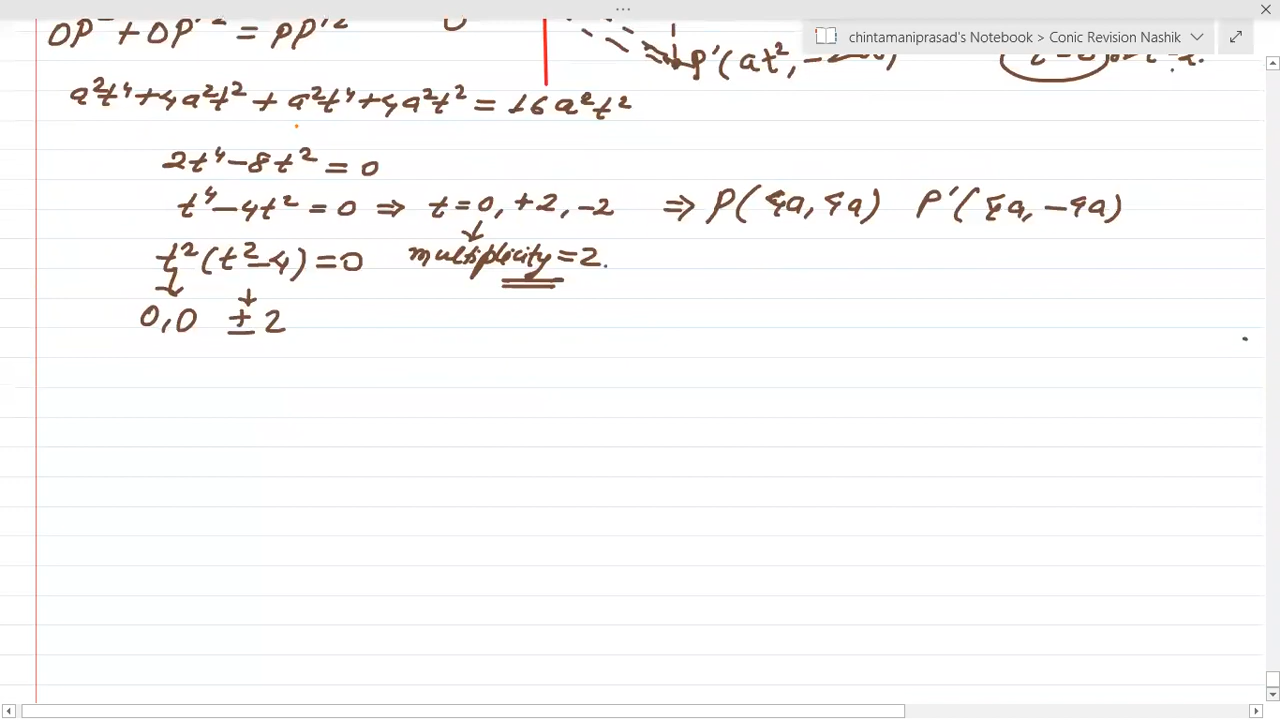 OP² + OP'² = PP'²
chintamaniprasad's Notebook > Conic Revision Nashik
P'(at²,
a²t⁴+4a²t² + a²t⁴+4a²t² = 16a²t²
2t⁴-8t² = 0
t⁴-4t² = 0 ⇒ t=0, +2, -2 ⇒ P(4a, 4a) P'(4a, -4a)
t²(t²-4) = 0 multiplicity = 2.
0,0 ± 2